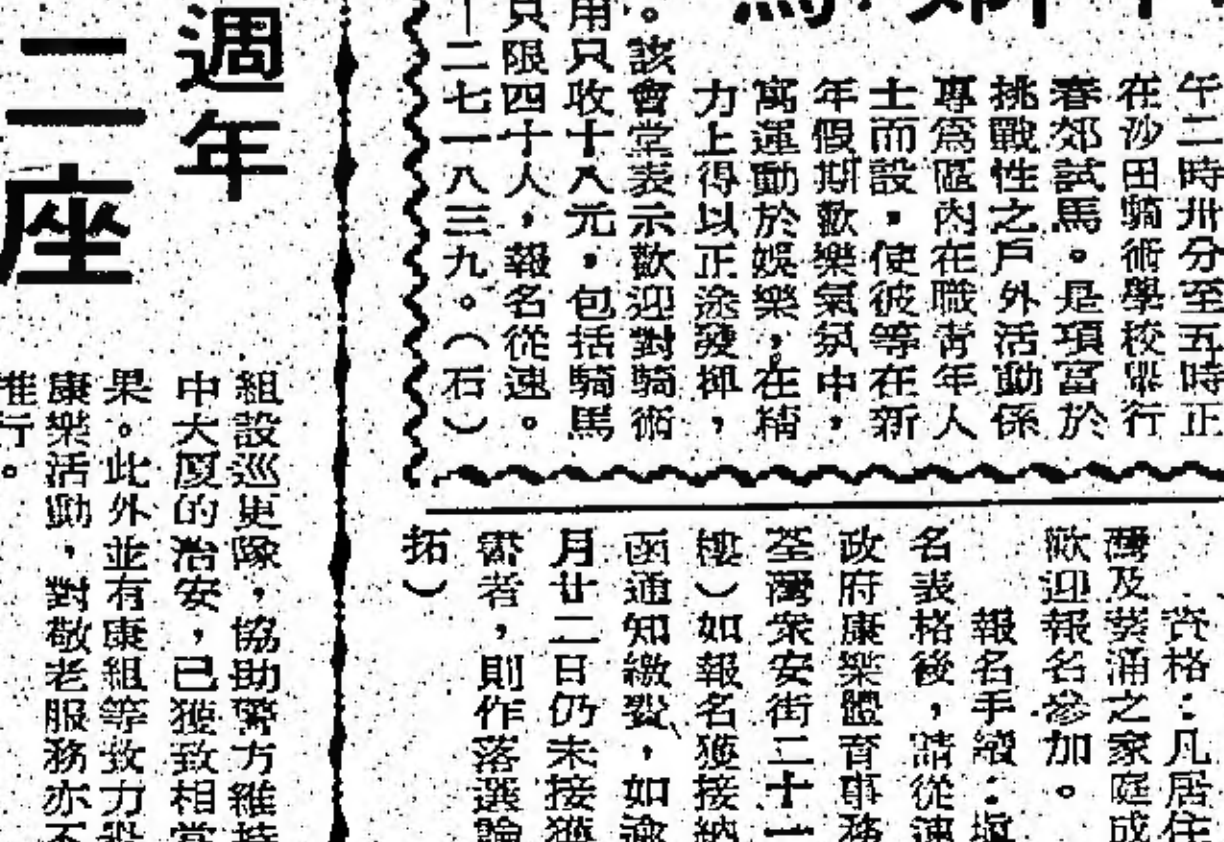 午二時卅分至五時正
在沙田騎術學校舉行
春郊試馬。是項富於
挑戰性之戶外活動係
專爲區內在職青年人
士而設,使彼等在新
年假期歡樂氣氛中,
寓運動於娛樂,在精
力上得以正途發揮,
。該會堂表示歡迎對騎術
用只收十八元,包括騎馬
只限四十人,報名從速。
—二七一八三九。(石)
資格:凡居住
灣及葵涌之家庭成
歡迎報名參加。
報名手續:填
名表格後,請從速
政府康樂體育事務
荃灣衆安街二十一
樓)如報名獲接納
函通知繳費,如逾
月廿二日仍未接獲
需者,則作落選論
拓)
週年
二座
組設巡更隊,協助警方維持
中大厦的治安,已獲致相當
果。此外並有康組等致力
康樂活動,對敬老服務亦不
推行。